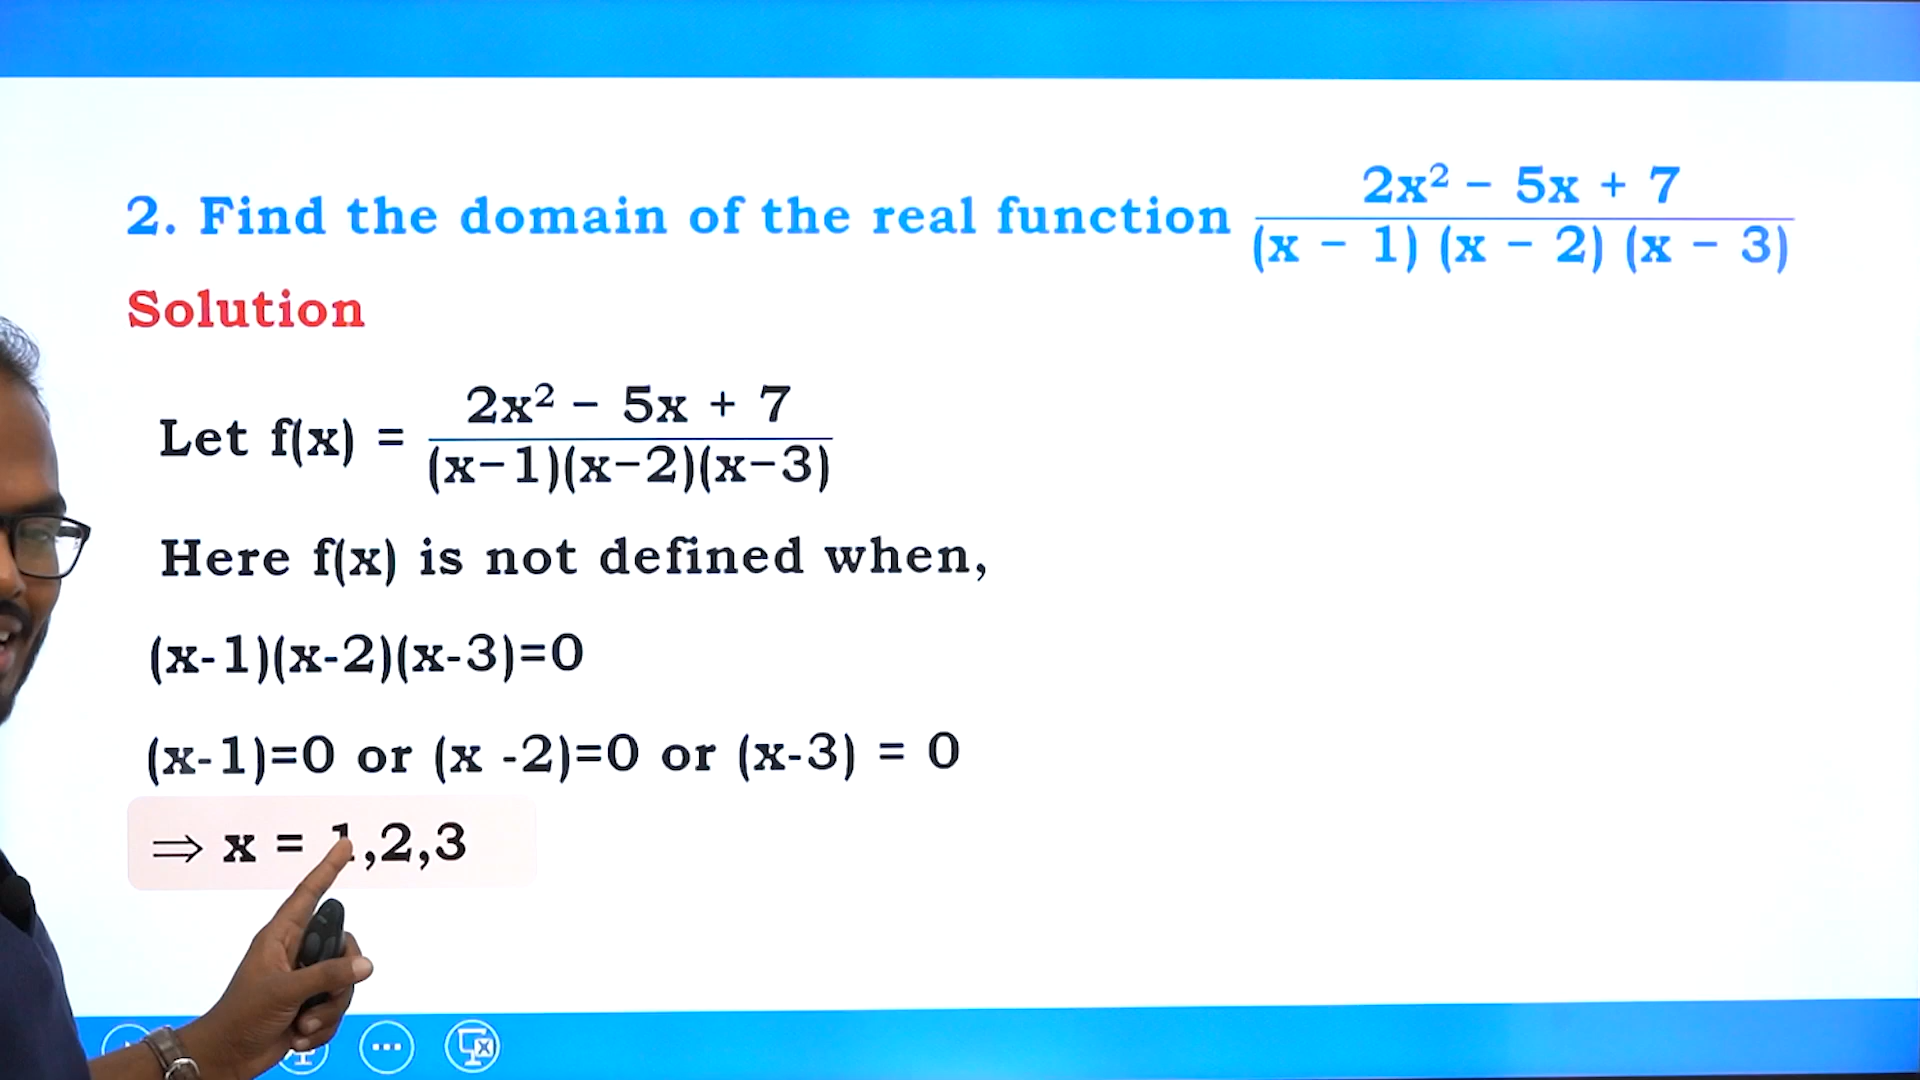 2. Find the domain of the real function (2x² − 5x + 7)/((x − 1) (x − 2) (x − 3))
Solution
Let f(x) = (2x² − 5x + 7)/((x−1)(x−2)(x−3))
Here f(x) is not defined when,
(x-1)(x-2)(x-3)=0
(x-1)=0 or (x -2)=0 or (x-3) = 0
⇒ x = 1,2,3